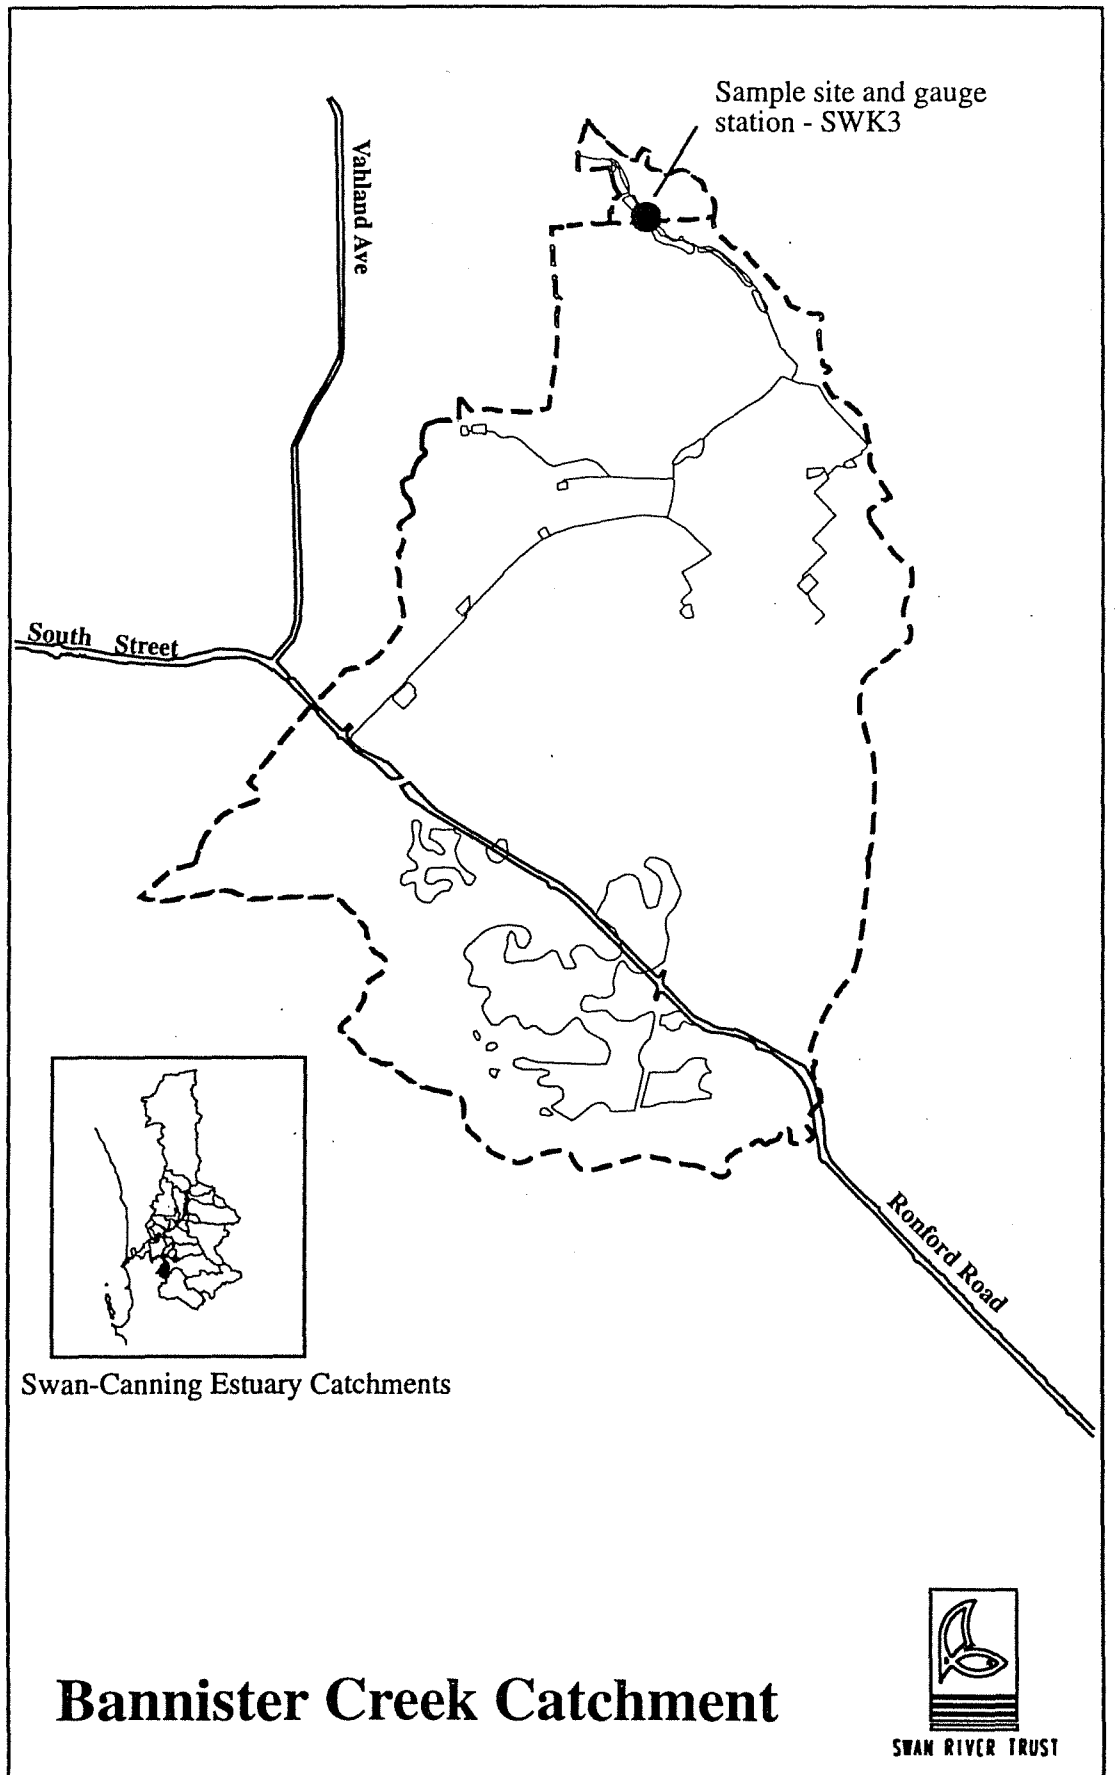 Sample site and gauge
station - SWK3
Vahland Ave
South Street
Ronford Road
Swan-Canning Estuary Catchments
Bannister Creek Catchment
SWAN RIVER TRUST